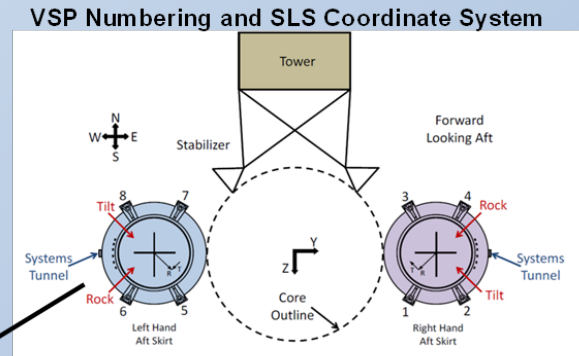 VSP Numbering and SLS Coordinate System
Tower
Forward
Looking Aft
N
W E
S
Stabilizer
8 7
3 4
Tilt
Rock
Y
Z
Systems
Tunnel
T
R
T
R
Systems
Tunnel
Rock
Tilt
6 5
1 2
Core
Outline
Left Hand
Aft Skirt
Right Hand
Aft Skirt